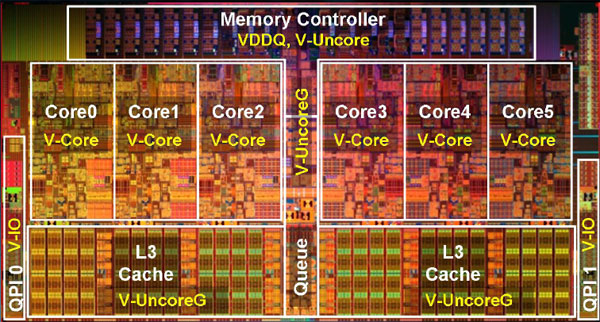 Memory Controller
VDDQ, V-Uncore
Core0
V-Core
Core1
V-Core
Core2
V-Core
V-UncoreG
Core3
V-Core
Core4
V-Core
Core5
V-Core
QPI 0
V-IO
L3
Cache
V-UncoreG
Queue
L3
Cache
V-UncoreG
V-IO
QPI 1